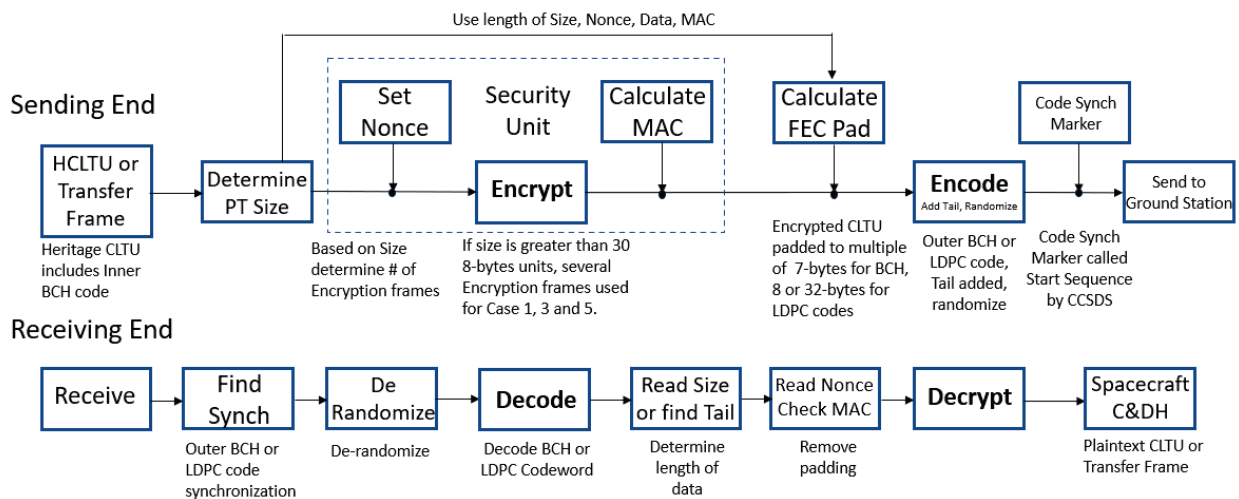 Use length of Size, Nonce, Data, MAC
Sending End
Set
Nonce
Security
Unit
Calculate
MAC
Calculate
FEC Pad
Code Synch
Marker
HCLTU or
Transfer
Frame
Determine
PT Size
Encrypt
Encode
Add Tail, Randomize
Send to
Ground Station
Heritage CLTU
includes Inner
BCH code
Based on Size
determine # of
Encryption frames
If size is greater than 30
8-bytes units, several
Encryption frames used
for Case 1, 3 and 5.
Encrypted CLTU
padded to multiple
of 7-bytes for BCH,
8 or 32-bytes for
LDPC codes
Outer BCH or
LDPC code,
Tail added,
randomize
Code Synch
Marker called
Start Sequence
by CCSDS
Receiving End
Receive
Find
Synch
De
Randomize
Decode
Read Size
or find Tail
Read Nonce
Check MAC
Decrypt
Spacecraft
C&DH
Outer BCH or
LDPC code
synchronization
De-randomize
Decode BCH or
LDPC Codeword
Determine
length of
data
Remove
padding
Plaintext CLTU or
Transfer Frame